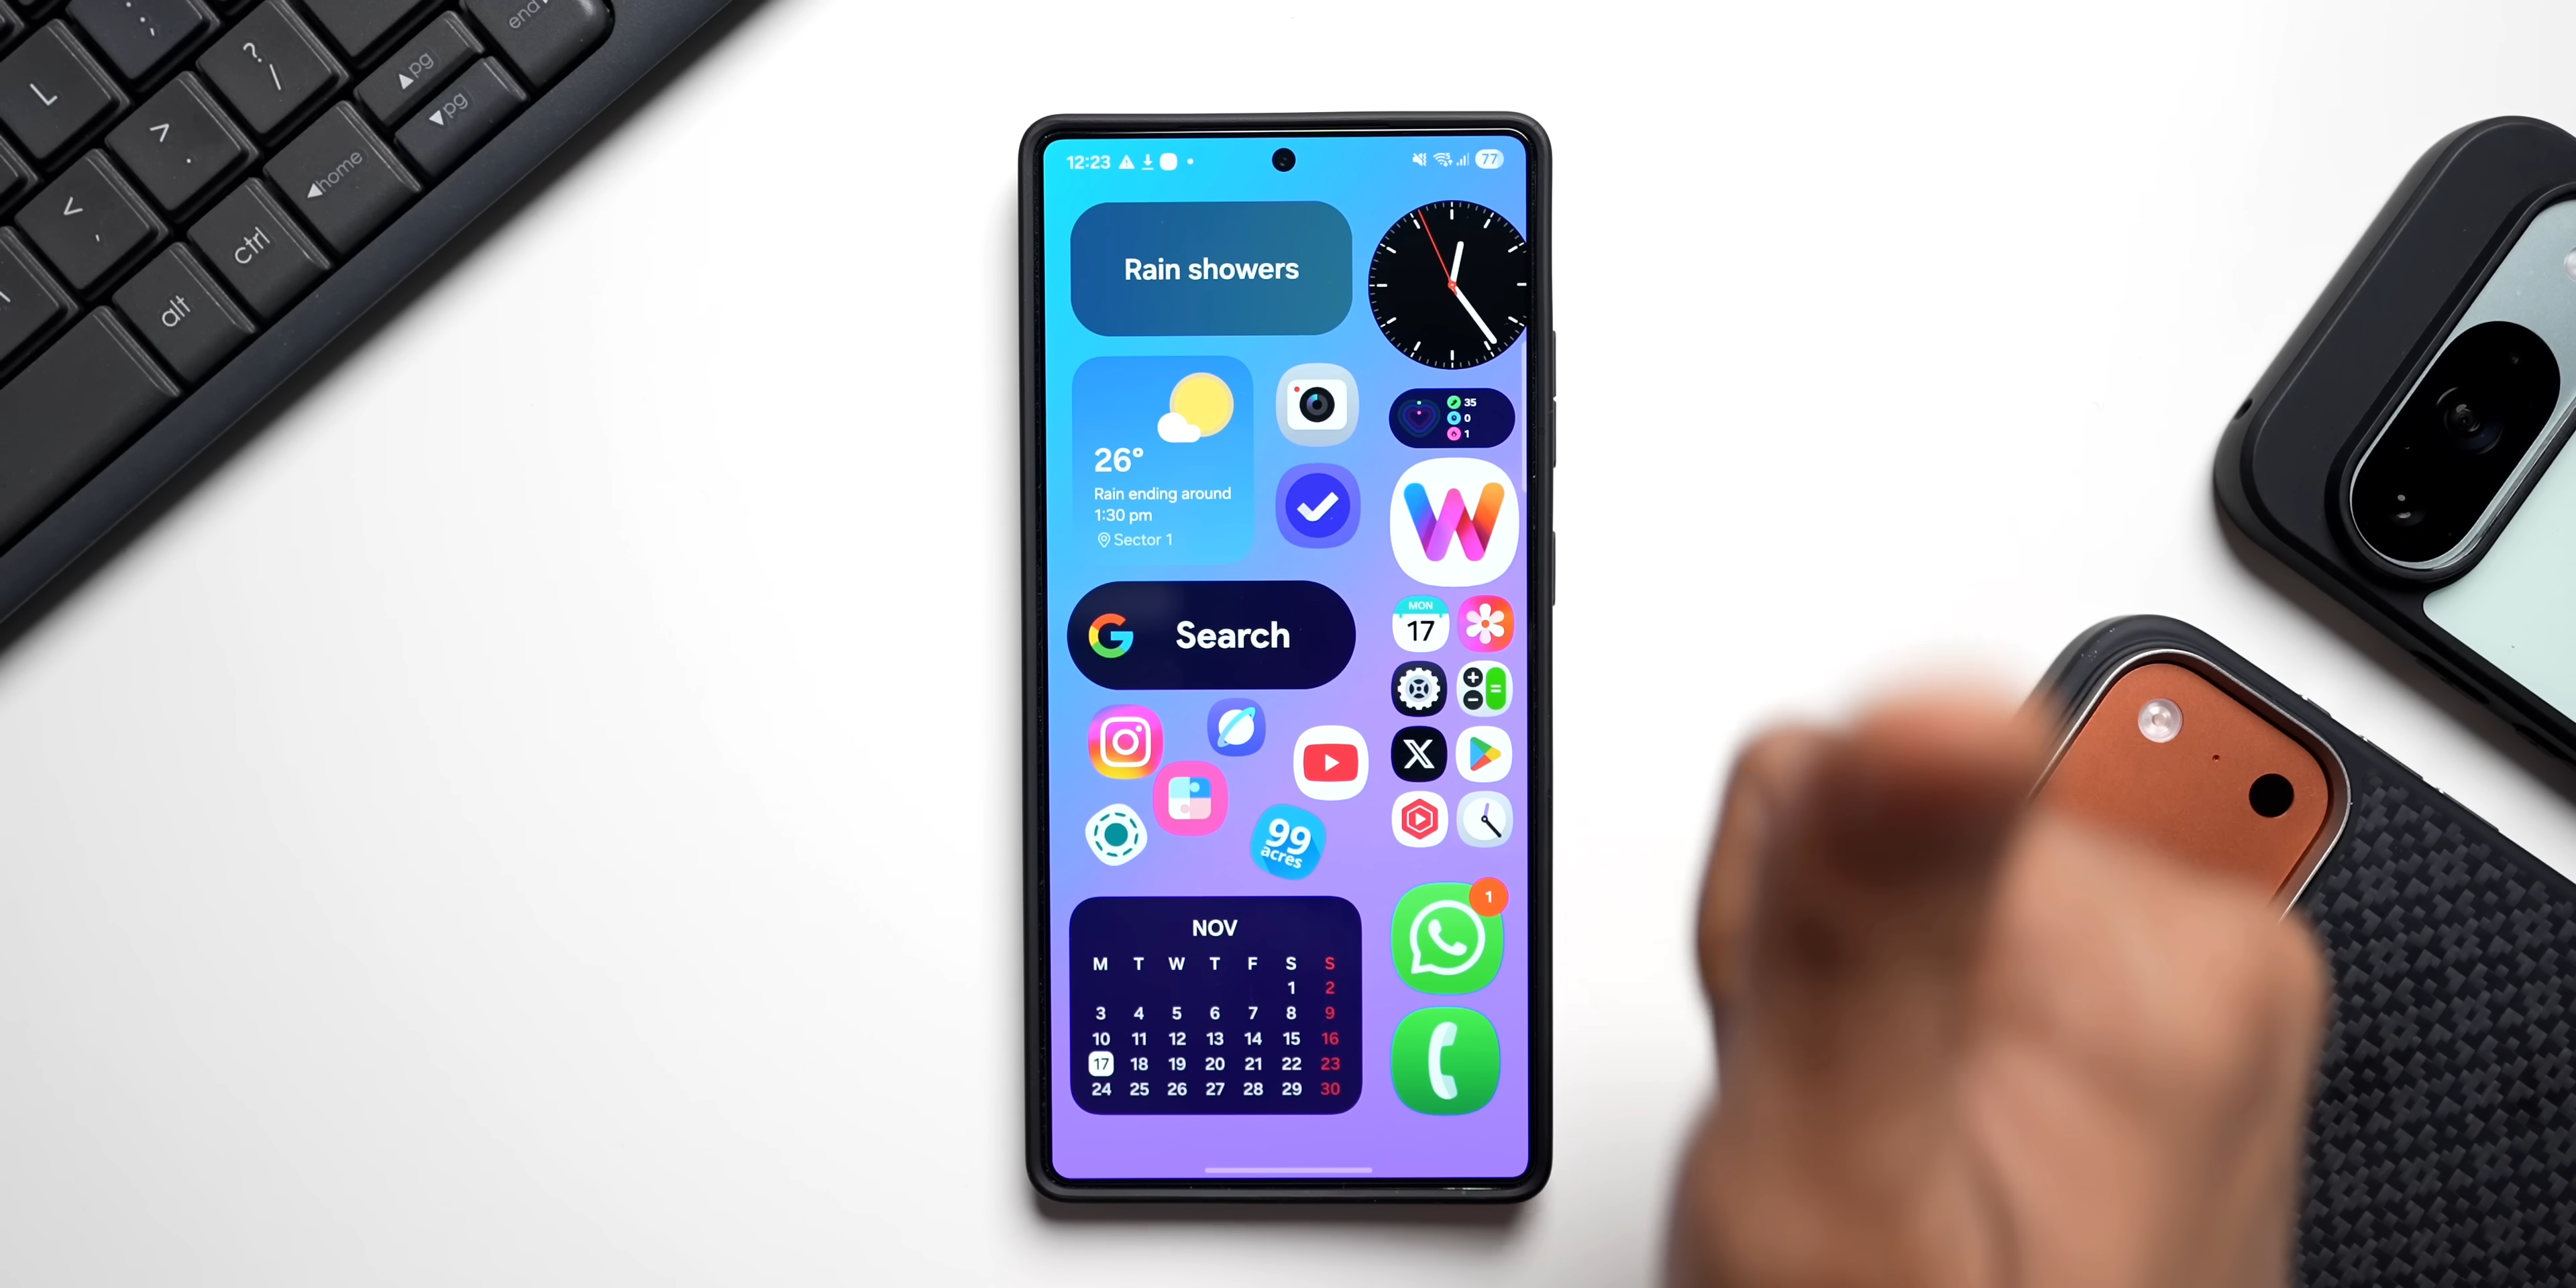 L
:
;
?
/
▲pg
end
>
.
▼pg
<
,
◀home
ctrl
alt
12:23
77
Rain showers
35
0
1
26°
Rain ending around
1:30 pm
Sector 1
W
G Search
MON
17
X
99
acres
1
NOV
M T W T F S S
1 2
3 4 5 6 7 8 9
10 11 12 13 14 15 16
17 18 19 20 21 22 23
24 25 26 27 28 29 30